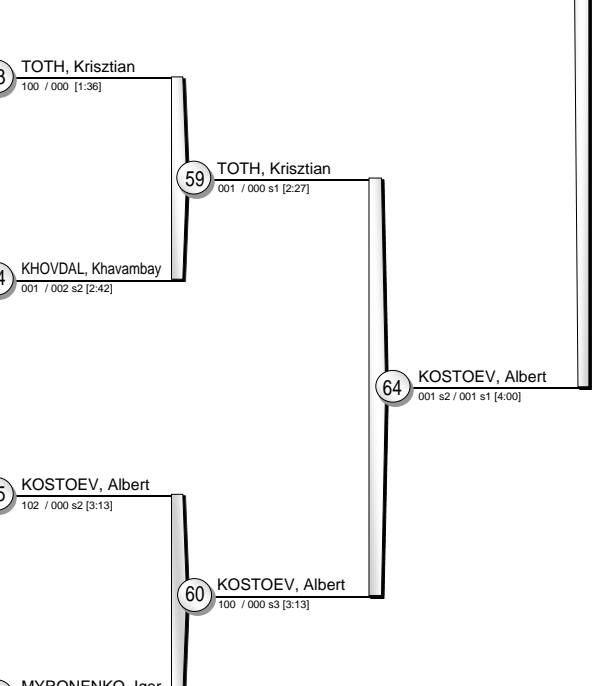 TOTH, Krisztian
100 / 000 [1:36]
59
TOTH, Krisztian
001 / 000 s1 [2:27]
KHOVDAL, Khavambay
001 / 002 s2 [2:42]
64
KOSTOEV, Albert
001 s2 / 001 s1 [4:00]
KOSTOEV, Albert
102 / 000 s2 [3:13]
60
KOSTOEV, Albert
100 / 000 s3 [3:13]
MYRONENKO, Igor